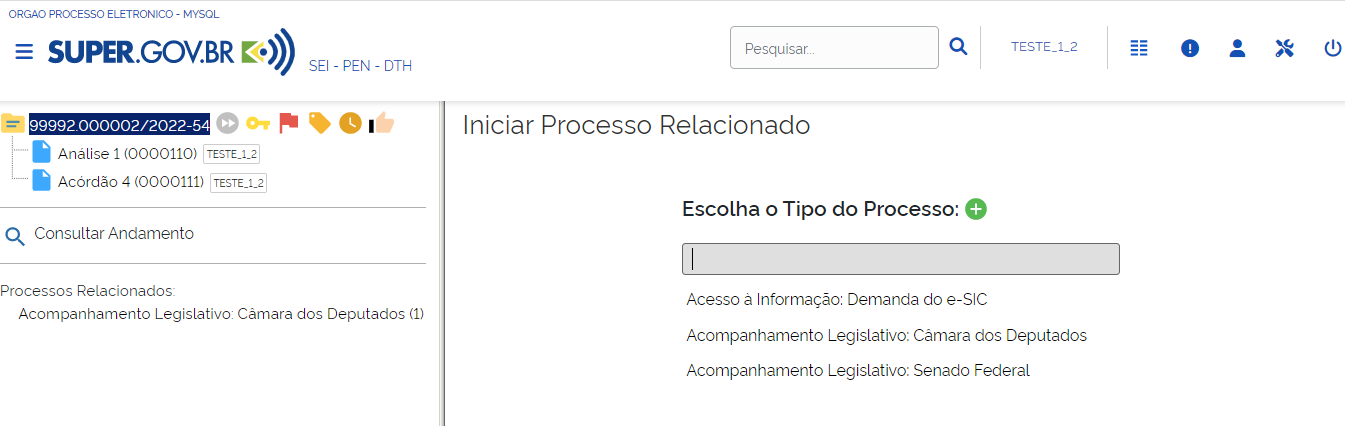 ORGAO PROCESSO ELETRONICO - MYSQL
SUPER.GOV.BR
SEI - PEN - DTH
Pesquisar...
TESTE_1_2
99992.000002/2022-54
Análise 1 (0000110) TESTE_1_2
Acórdão 4 (0000111) TESTE_1_2
Consultar Andamento
Processos Relacionados:
Acompanhamento Legislativo: Câmara dos Deputados (1)
Iniciar Processo Relacionado
Escolha o Tipo do Processo:
Acesso à Informação: Demanda do e-SIC
Acompanhamento Legislativo: Câmara dos Deputados
Acompanhamento Legislativo: Senado Federal